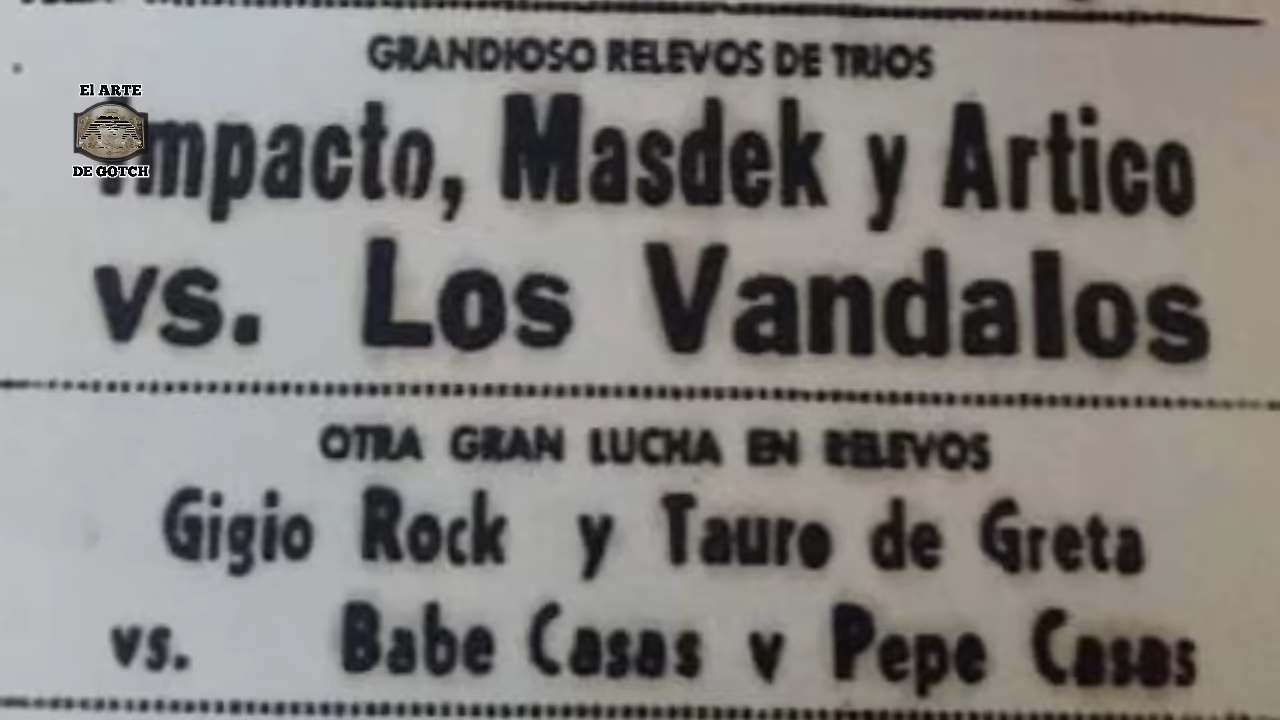 GRANDIOSO RELEVOS DE TRIOS
El ARTE
DE GOTCH
Impacto, Masdek y Artico
vs. Los Vandalos
OTRA GRAN LUCHA EN RELEVOS
Gigio Rock y Tauro de Greta
vs. Babe Casas y Pepe Casas